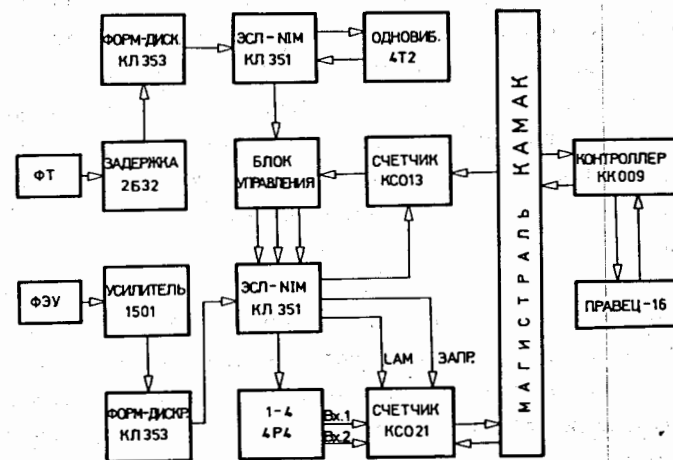 ФОРМ-ДИСК.
КЛ 353
ЭСЛ-NIM
КЛ 351
ОДНОВИБ.
4Т2
МАГИСТРАЛЬ КАМАК
ФТ
ЗАДЕРЖКА
2Б32
БЛОК
УПРАВЛЕНИЯ
СЧЕТЧИК
КС013
КОНТРОЛЛЕР
КК009
ФЭУ
УСИЛИТЕЛЬ
1501
ЭСЛ-NIM
КЛ 351
ПРАВЕЦ-16
LAM
ЗАПР.
ФОРМ-ДИСКР.
КЛ 353
1-4
4Р4
Вх.1
Вх.2
СЧЕТЧИК
КС021